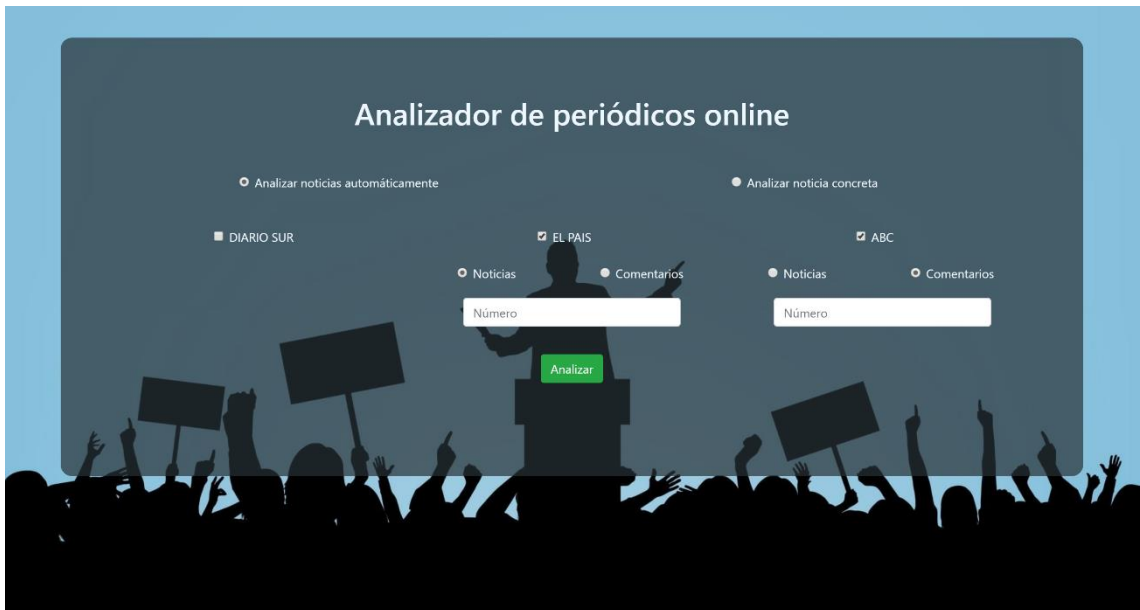 Analizador de periódicos online
Analizar noticias automáticamente
Analizar noticia concreta
DIARIO SUR
EL PAIS
ABC
Noticias
Comentarios
Noticias
Comentarios
Número
Número
Analizar